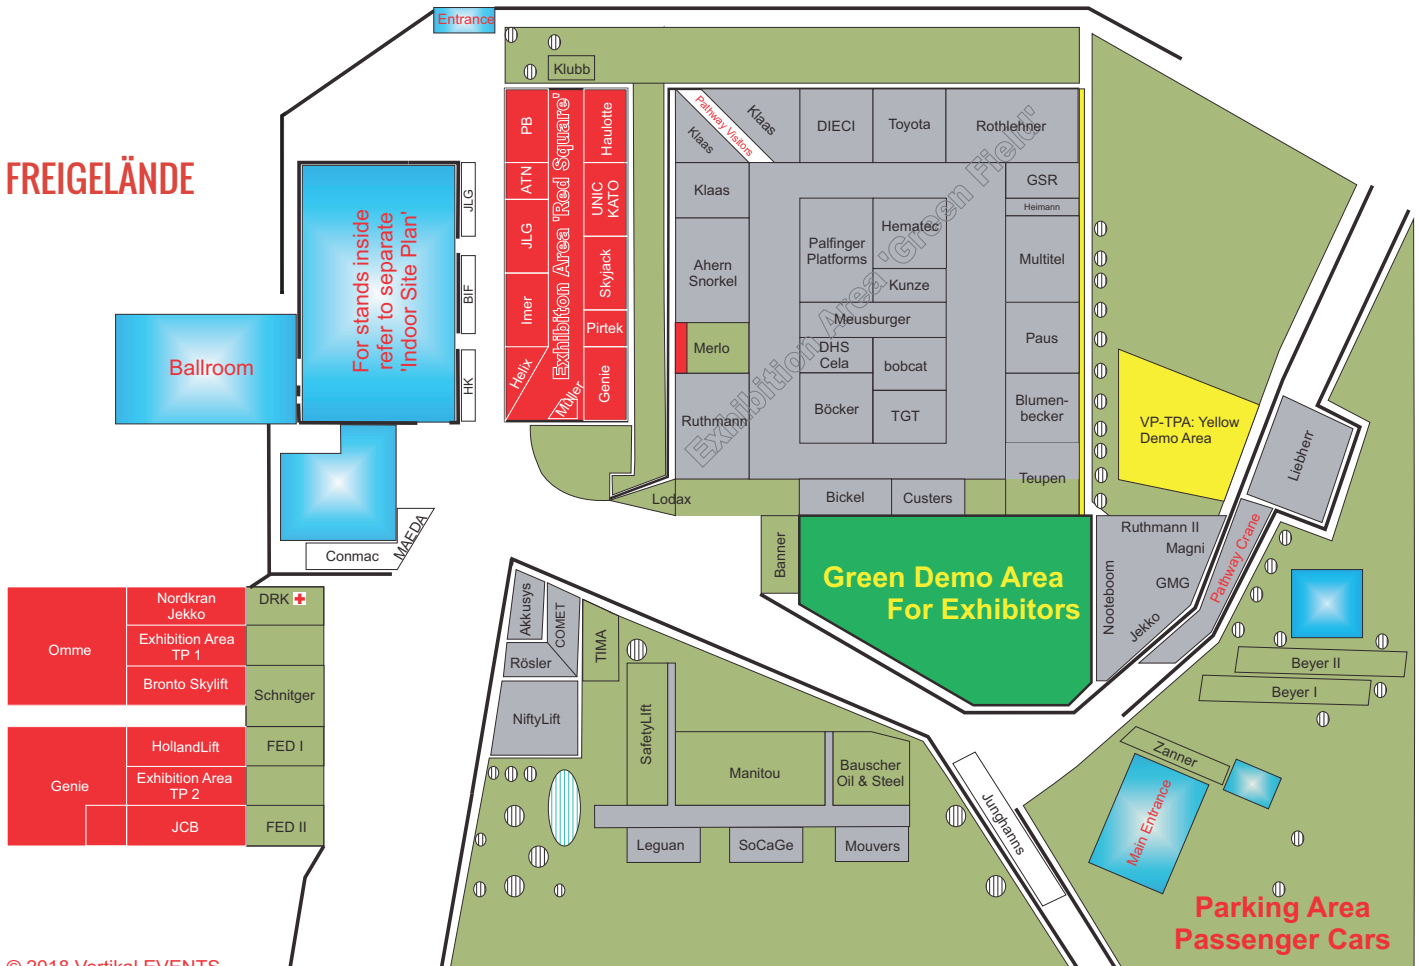 Entrance
Klubb
FREIGELÄNDE
PB
ATN
JLG
Imer
Helix
Exhibiton Area 'Red Square'
Müller
Haulotte
UNIC
KATO
Skyjack
Pirtek
Genie
JLG
BIF
HK
For stands inside
refer to separate
'Indoor Site Plan'
Ballroom
Conmac
MAEDA
Pathway Visitors
Klaas
Klaas
Klaas
DIECI
Toyota
Rothlehner
GSR
Heimann
Multitel
Paus
Blumen-
becker
Teupen
Ahern
Snorkel
Merlo
Ruthmann
Lodax
Exhibition Area 'Green Field'
Palfinger
Platforms
Hematec
Kunze
Meusburger
DHS
Cela
bobcat
Böcker
TGT
Bickel
Custers
Banner
Green Demo Area
For Exhibitors
VP-TPA: Yellow
Demo Area
Liebherr
Ruthmann II
Magni
GMG
Nooteboom
Jekko
Pathway Crane
Beyer II
Beyer I
Zanner
Main Entrance
Junghanns
Parking Area
Passenger Cars
Omme
Nordkran
Jekko
Exhibition Area
TP 1
Bronto Skylift
DRK
Schnitger
Genie
HollandLift
Exhibition Area
TP 2
JCB
FED I
FED II
Akkusys
COMET
Rösler
TIMA
NiftyLift
SafetyLIft
Manitou
Bauscher
Oil & Steel
Leguan
SoCaGe
Mouvers
© 2018 Vertikal EVENTS